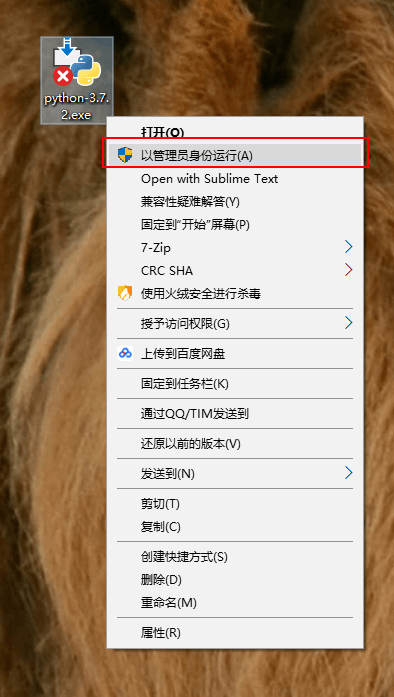 python-3.7.
2.exe
打开(O)
以管理员身份运行(A)
Open with Sublime Text
兼容性疑难解答(Y)
固定到"开始"屏幕(P)
7-Zip
CRC SHA
使用火绒安全进行杀毒
授予访问权限(G)
上传到百度网盘
固定到任务栏(K)
通过QQ/TIM发送到
还原以前的版本(V)
发送到(N)
剪切(T)
复制(C)
创建快捷方式(S)
删除(D)
重命名(M)
属性(R)